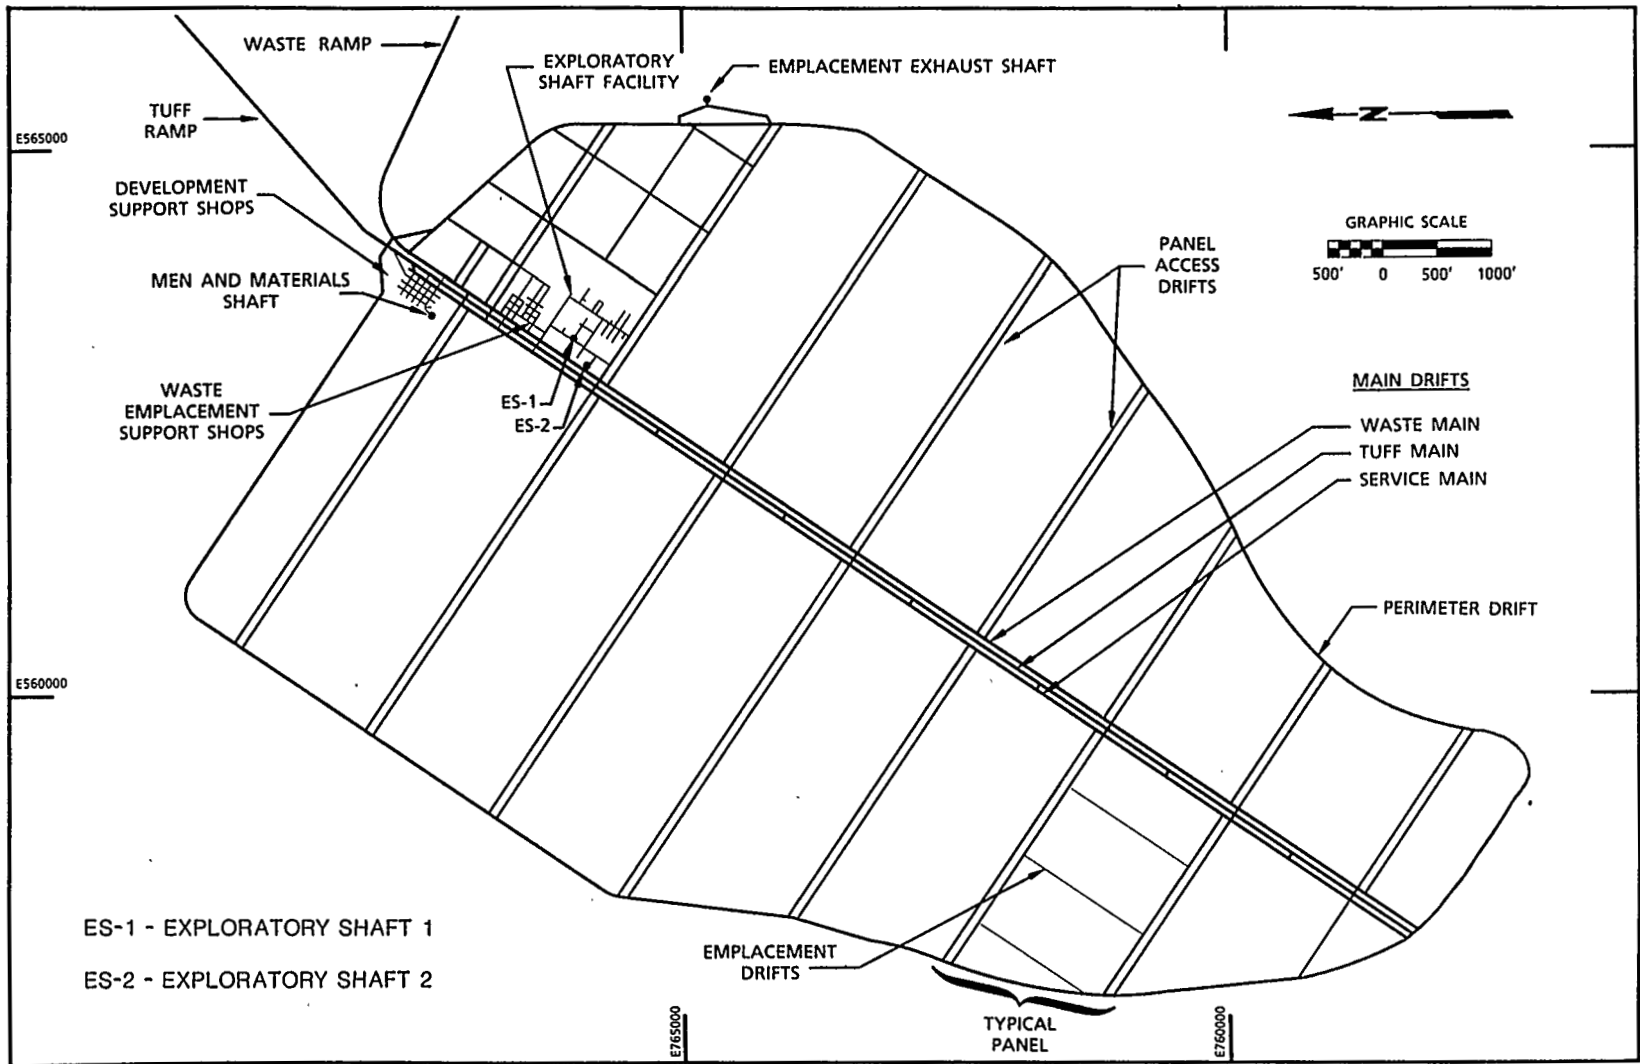 WASTE RAMP
EXPLORATORY
SHAFT FACILITY
EMPLACEMENT EXHAUST SHAFT
TUFF
RAMP
N
E565000
DEVELOPMENT
SUPPORT SHOPS
GRAPHIC SCALE
500' 0 500' 1000'
PANEL
ACCESS
DRIFTS
MEN AND MATERIALS
SHAFT
MAIN DRIFTS
WASTE
EMPLACEMENT
SUPPORT SHOPS
ES-1
ES-2
WASTE MAIN
TUFF MAIN
SERVICE MAIN
PERIMETER DRIFT
E560000
ES-1 - EXPLORATORY SHAFT 1
ES-2 - EXPLORATORY SHAFT 2
EMPLACEMENT
DRIFTS
TYPICAL
PANEL
E765000
E760000